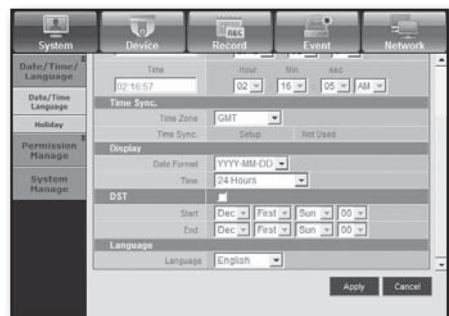 System Device Record Event Network
REC
Date/Time/
Language
Date/Time
Language
Holiday
Permission
Manage
System
Manage
Time Hour Min sec
02:16:57 02 16 : 05 AM
Time Sync.
Time Zone GMT
Time Sync. Setup Not Used
Display
Date Format YYYY-MM-DD
Time 24 Hours
DST
Start Dec First Sun 00
End Dec First Sun 00
Language
Language English
Apply Cancel